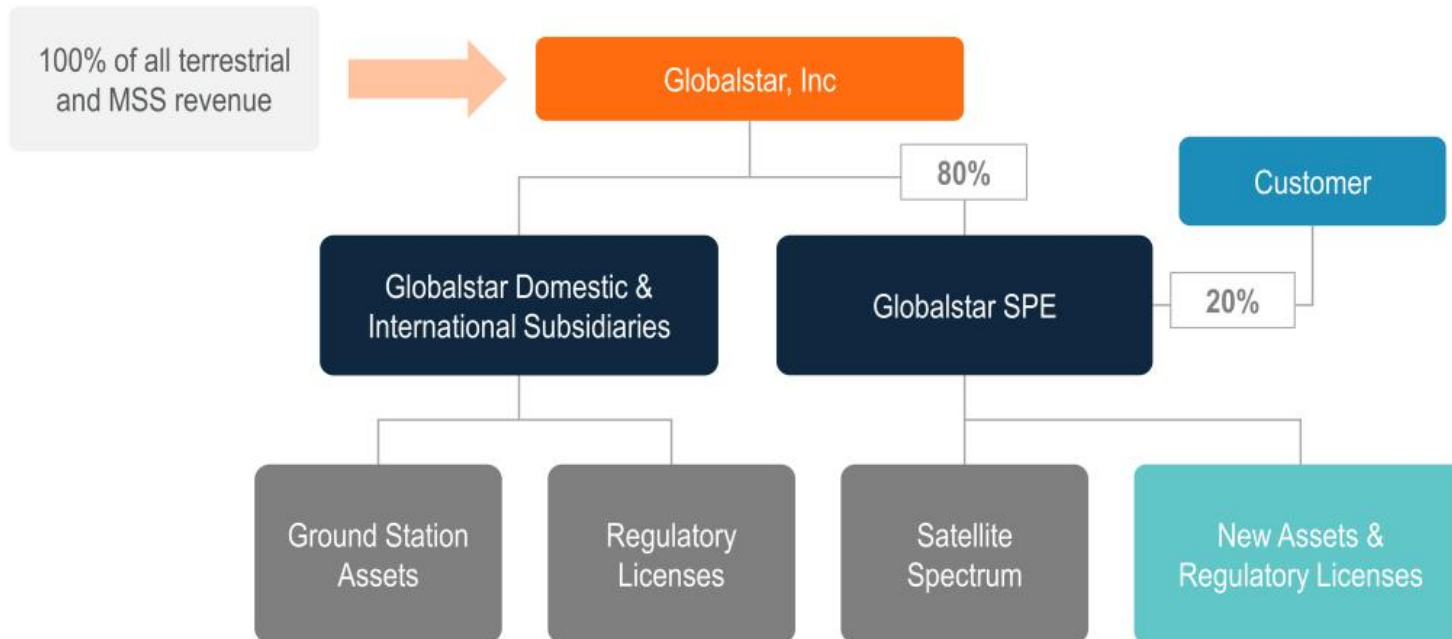 100% of all terrestrial
and MSS revenue
Globalstar, Inc
80%
Customer
Globalstar Domestic &
International Subsidiaries
Globalstar SPE
20%
Ground Station
Assets
Regulatory
Licenses
Satellite
Spectrum
New Assets &
Regulatory Licenses